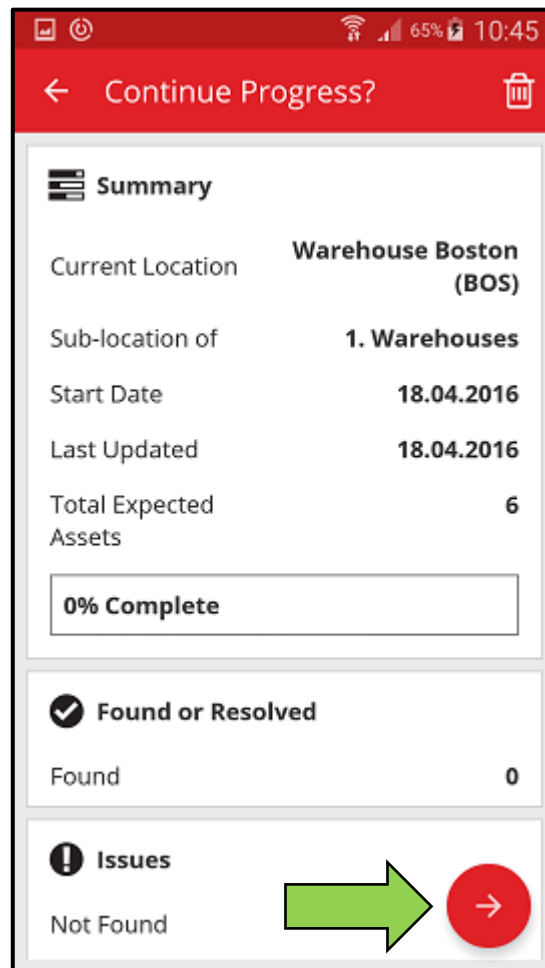 65% 10:45
Continue Progress?
Summary
Current Location Warehouse Boston (BOS)
Sub-location of 1. Warehouses
Start Date 18.04.2016
Last Updated 18.04.2016
Total Expected Assets 6
0% Complete
Found or Resolved
Found 0
Issues
Not Found